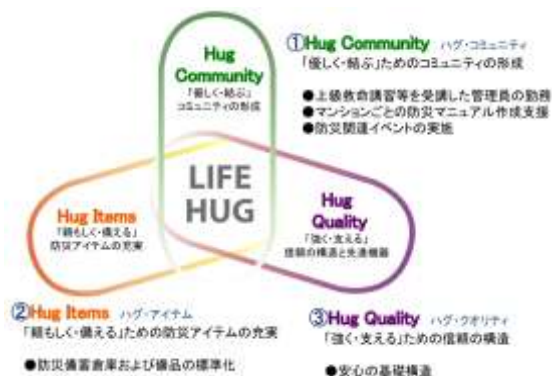 Hug
Community
「優しく・結ぶ」
コミュニティの形成
LIFE
HUG
Hug Items
「頼もしく・備える」
防災アイテムの充実
Hug
Quality
「強く・支える」
信頼の構造と先進機器
①Hug Community ハグ・コミュニティ
「優しく・結ぶ」ためのコミュニティの形成
●上級救命講習等を受講した管理員の勤務
●マンションごとの防災マニュアル作成支援
●防災関連イベントの実施
②Hug Items ハグ・アイテム
「頼もしく・備える」ための防災アイテムの充実
●防災備蓄倉庫および備品の標準化
③Hug Quality ハグ・クオリティ
「強く・支える」ための信頼の構造
●安心の基礎構造